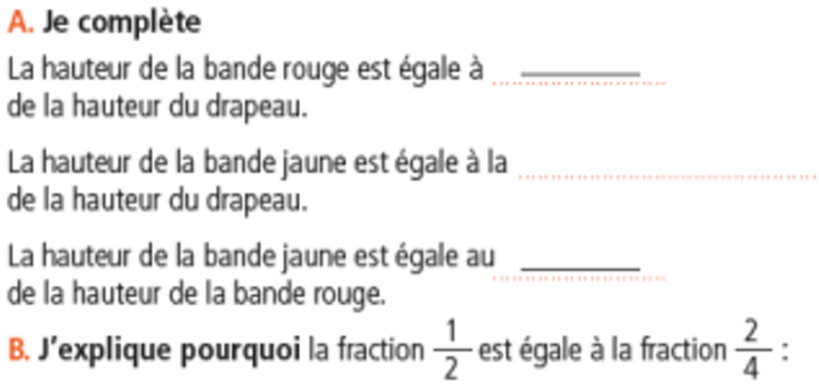 A. Je complète
La hauteur de la bande rouge est égale à ...............
de la hauteur du drapeau.
La hauteur de la bande jaune est égale à la ...............
de la hauteur du drapeau.
La hauteur de la bande jaune est égale au ...............
de la hauteur de la bande rouge.
B. J’explique pourquoi la fraction 1/2 est égale à la fraction 2/4 :